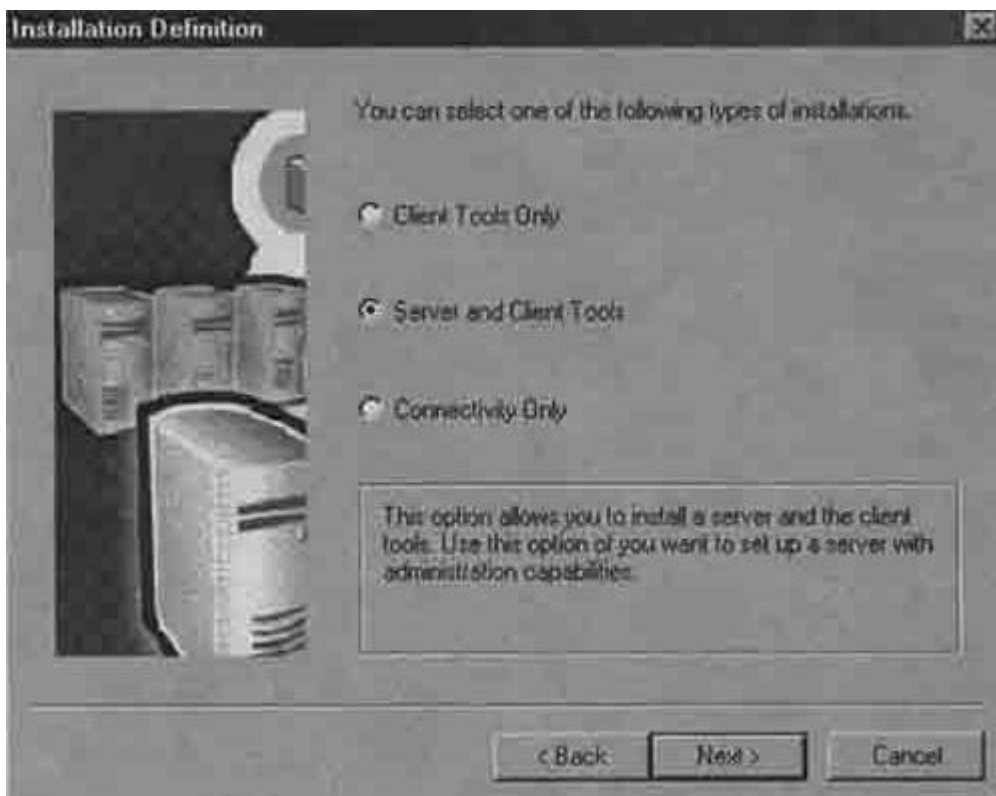 Installation Definition
You can select one of the following types of installations.
Client Tools Only
Server and Client Tools
Connectivity Only
This option allows you to install a server and the client
tools. Use this option of you want to set up a server with
administration capabilities.
< Back
Next >
Cancel